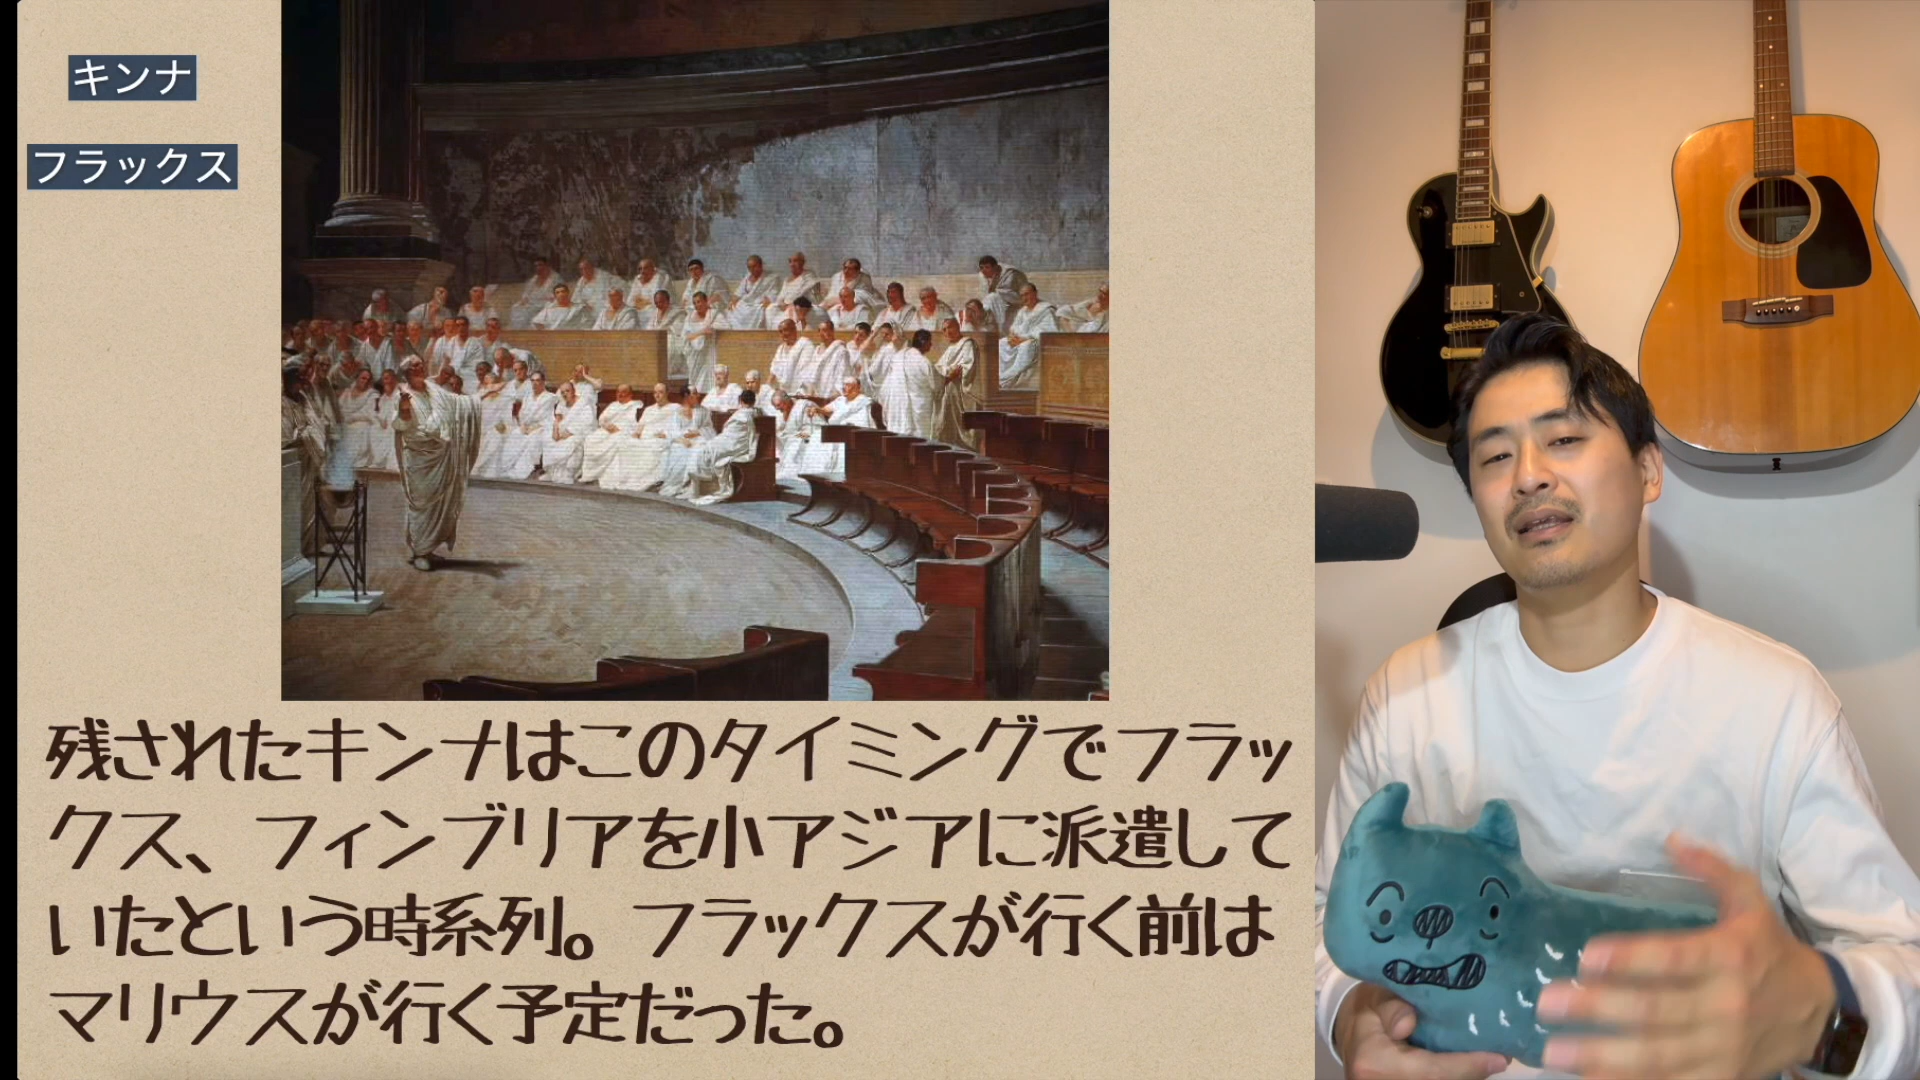 キンナ
フラックス
残されたキンナはこのタイミングでフラッ
クス、フィンブリアを小アジアに派遣して
いたという時系列。フラックスが行く前は
マリウスが行く予定だった。